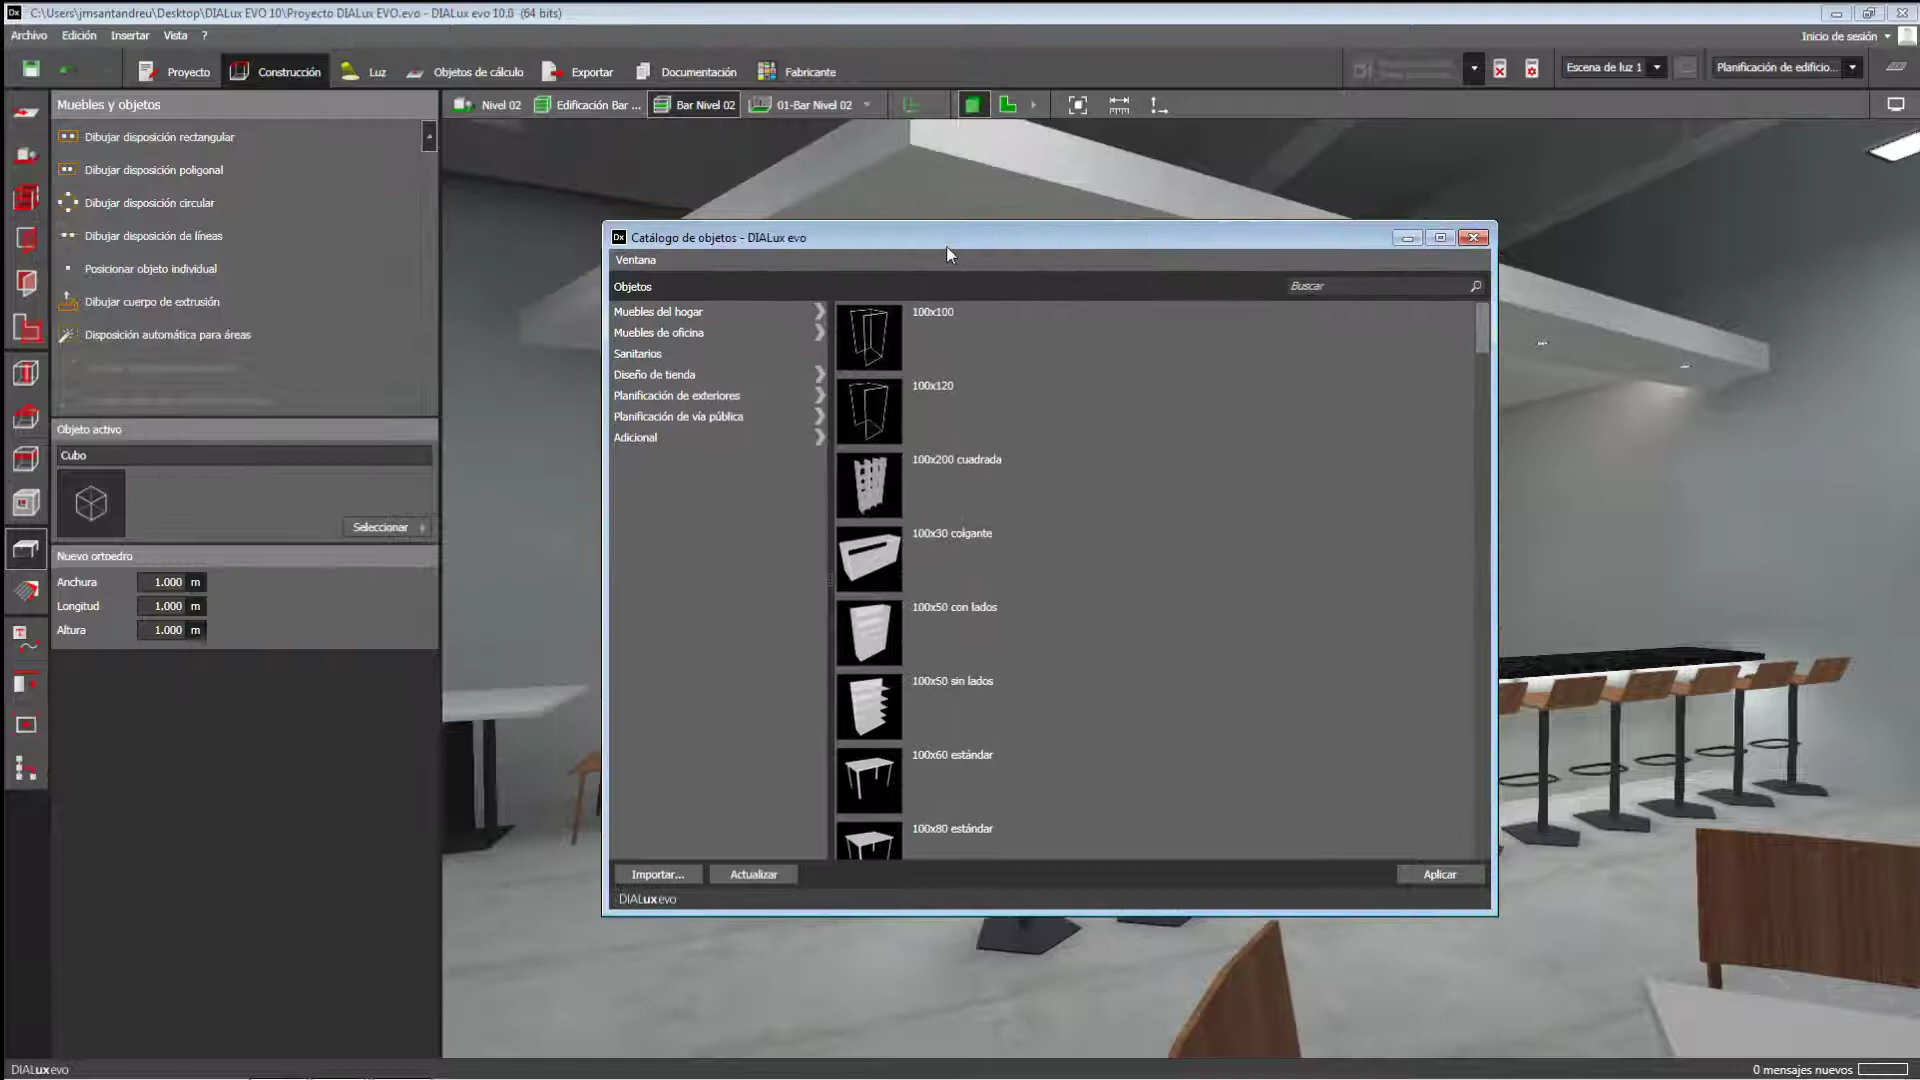 C:\Users\jmsantandreu\Desktop\DIALux EVO 10\Proyecto DIALux EVO.evo - DIALux evo 10.0 (64 bits)
Archivo Edición Insertar Vista ?
Inicio de sesión
Proyecto Construcción Luz Objetos de cálculo Exportar Documentación Fabricante
Escena de luz 1 Planificación de edificio...
Muebles y objetos
Nivel 02 Edificación Bar ... Bar Nivel 02 01-Bar Nivel 02
Dibujar disposición rectangular
Dibujar disposición poligonal
Dibujar disposición circular
Dibujar disposición de líneas
Posicionar objeto individual
Dibujar cuerpo de extrusión
Disposición automática para áreas
Objeto activo
Cubo
Seleccionar
Nuevo ortoedro
Anchura 1.000 m
Longitud 1.000 m
Altura 1.000 m
Catálogo de objetos - DIALux evo
Ventana
Objetos
Buscar
Muebles del hogar
Muebles de oficina
Sanitarios
Diseño de tienda
Planificación de exteriores
Planificación de vía pública
Adicional
100x100
100x120
100x200 cuadrada
100x30 colgante
100x50 con lados
100x50 sin lados
100x60 estándar
100x80 estándar
Importar... Actualizar Aplicar
DIALux evo
DIALux evo
0 mensajes nuevos